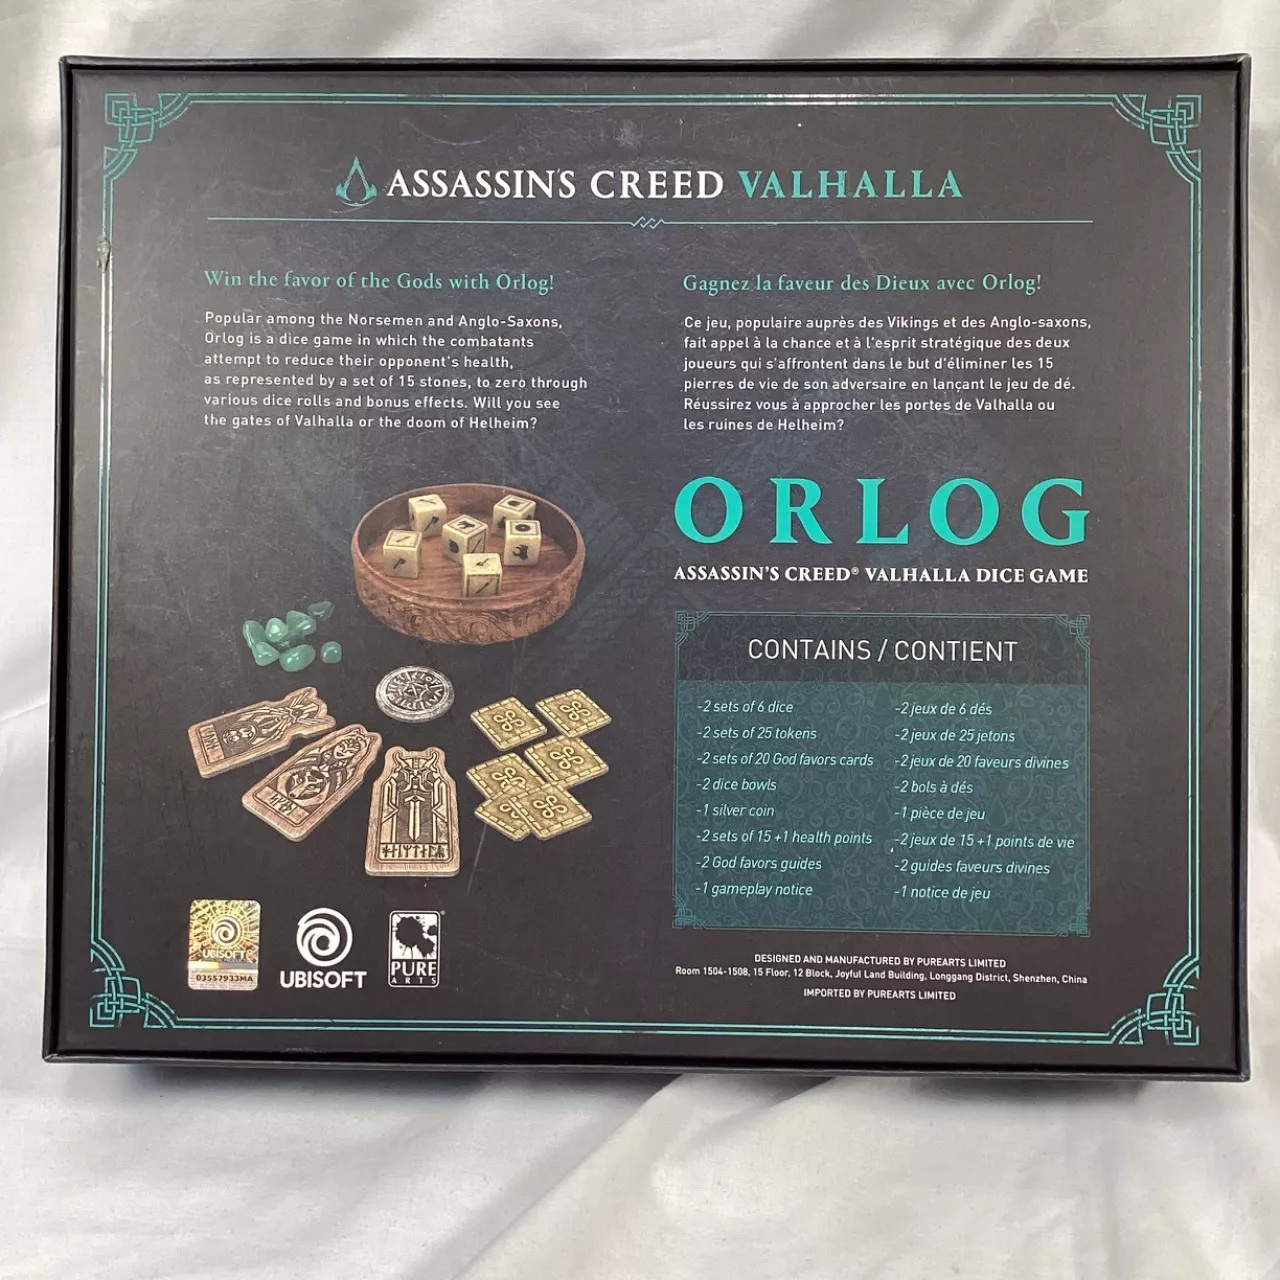 ASSASSIN'S CREED VALHALLA
Win the favor of the Gods with Orlog!
Popular among the Norsemen and Anglo-Saxons,
Orlog is a dice game in which the combatants
attempt to reduce their opponent's health,
as represented by a set of 15 stones, to zero through
various dice rolls and bonus effects. Will you see
the gates of Valhalla or the doom of Helheim?
Gagnez la faveur des Dieux avec Orlog!
Ce jeu, populaire auprès des Vikings et des Anglo-saxons,
fait appel à la chance et à l'esprit stratégique des deux
joueurs qui s'affrontent dans le but d'éliminer les 15
pierres de vie de son adversaire en lançant le jeu de dé.
Réussirez vous à approcher les portes de Valhalla ou
les ruines de Helheim?
ORLOG
ASSASSIN'S CREED® VALHALLA DICE GAME
CONTAINS / CONTIENT
-2 sets of 6 dice
-2 sets of 25 tokens
-2 sets of 20 God favors cards
-2 dice bowls
-1 silver coin
-2 sets of 15+1 health points
-2 God favors guides
-1 gameplay notice
-2 jeux de 6 dés
-2 jeux de 25 jetons
-2 jeux de 20 faveurs divines
-2 bols à dés
-1 pièce de jeu
-2 jeux de 15+1 points de vie
-2 guides faveurs divines
-1 notice de jeu
UBISOFT
03557933MA
UBISOFT
PURE
ARTS
DESIGNED AND MANUFACTURED BY PUREARTS LIMITED
Room 1504-1508, 15 Floor, 12 Block, Joyful Land Building, Longgang District, Shenzhen, China
IMPORTED BY PUREARTS LIMITED